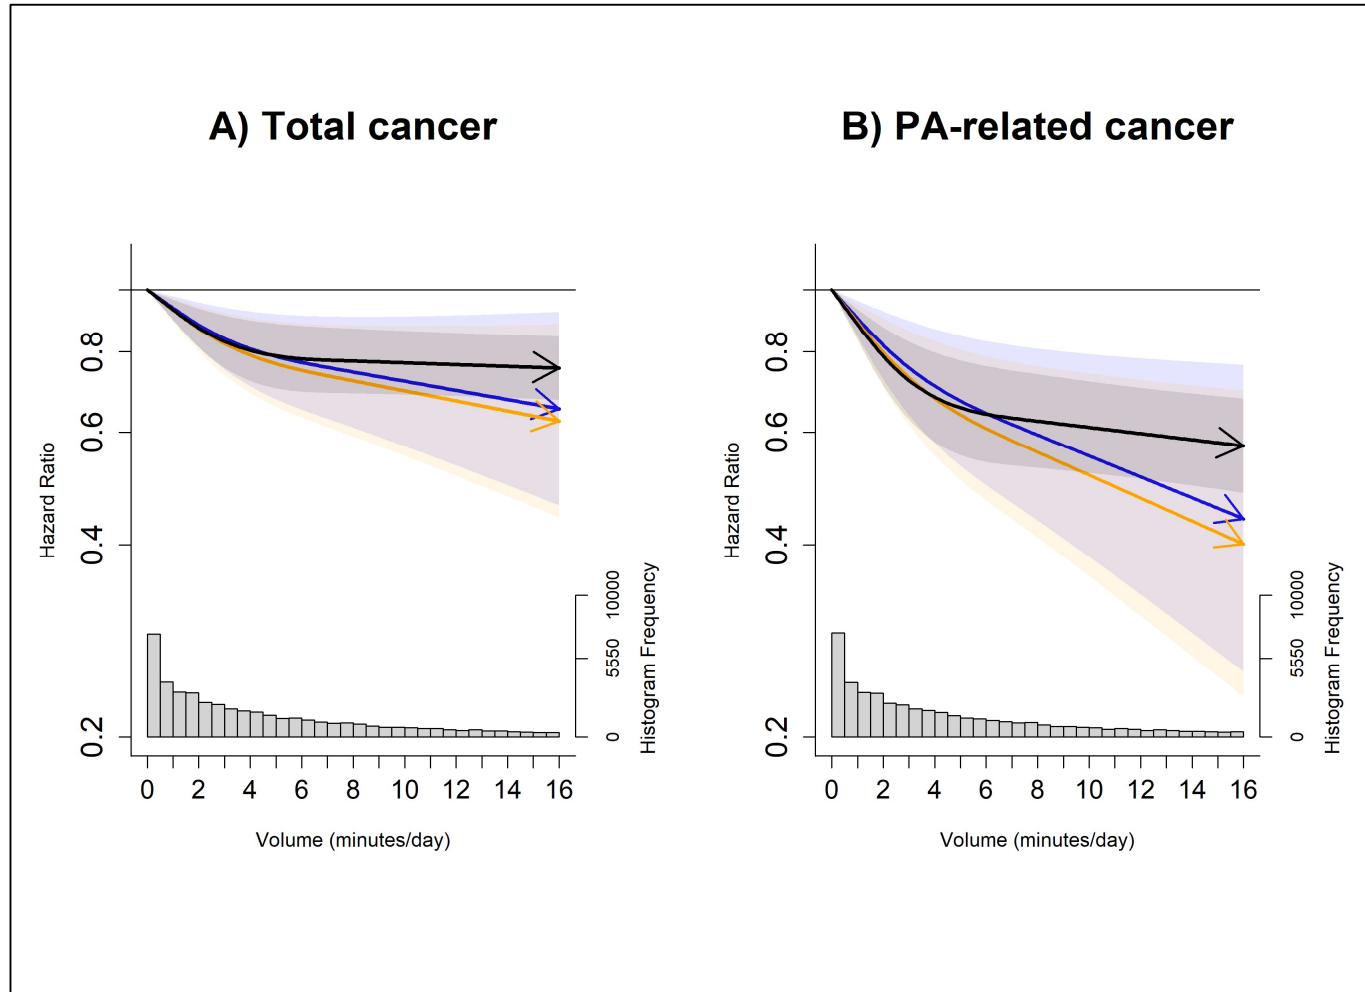 A) Total cancer
Hazard Ratio
0.8
0.6
0.4
0.2
0 2 4 6 8 10 12 14 16
Volume (minutes/day)
10000
5550
0
Histogram Frequency
B) PA-related cancer
Hazard Ratio
0.8
0.6
0.4
0.2
0 2 4 6 8 10 12 14 16
Volume (minutes/day)
10000
5550
0
Histogram Frequency